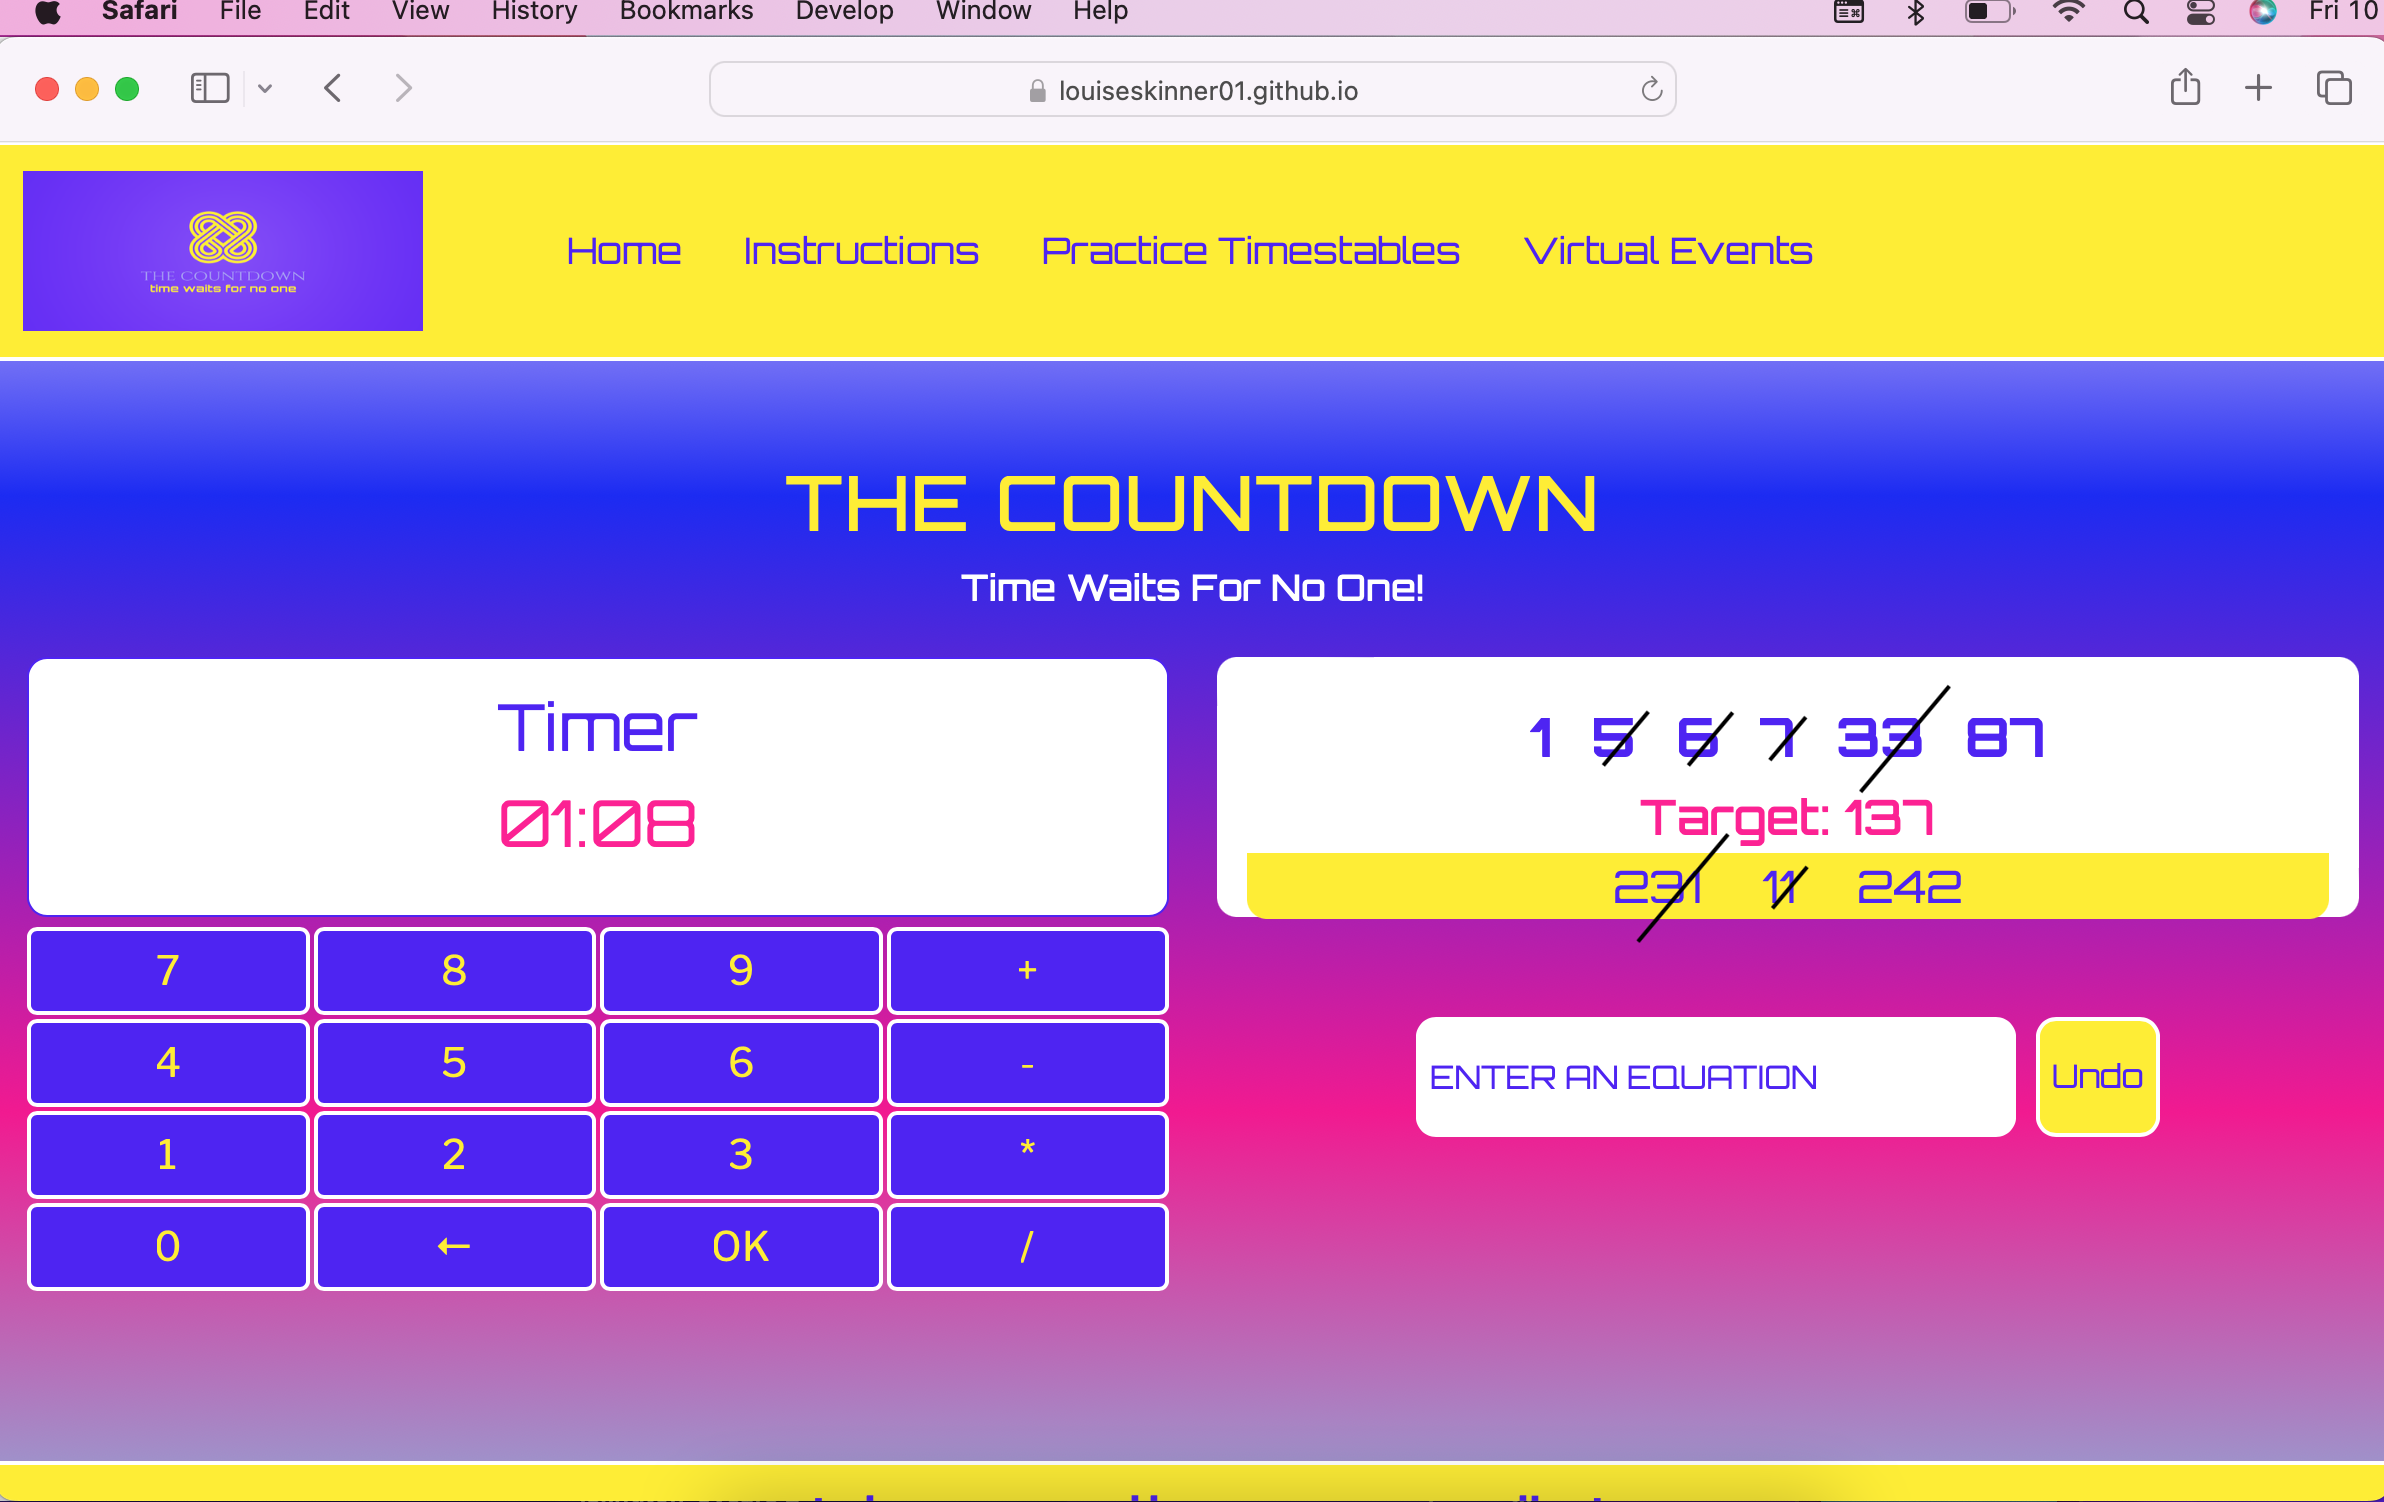 Safari File Edit View History Bookmarks Develop Window Help Fri 10
louiseskinner01.github.io
THE COUNTDOWN
time waits for no one
Home Instructions Practice Timestables Virtual Events
THE COUNTDOWN
Time Waits For No One!
Timer
01:08
1 5 6 7 33 87
Target: 137
231 11 242
7 8 9 +
4 5 6 -
1 2 3 *
0 ← OK /
ENTER AN EQUATION
Undo